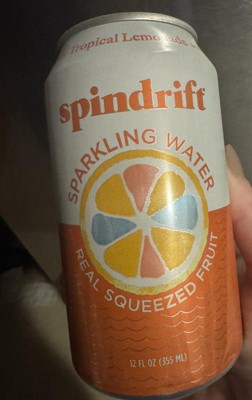 Tropical Lemonade
spindrift
SPARKLING WATER
REAL SQUEEZED FRUIT
12 FL OZ (355 ML)